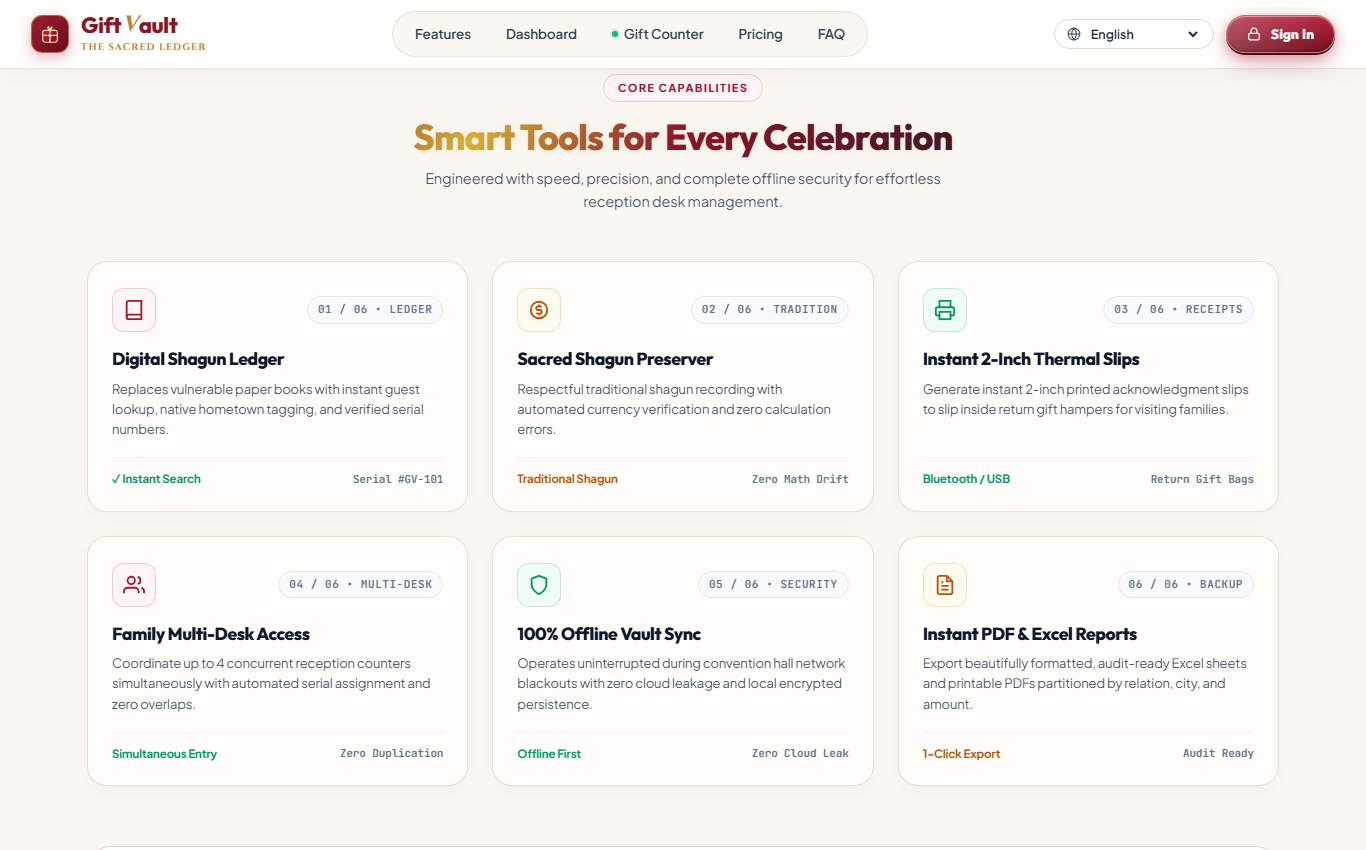 Gift Vault
THE SACRED LEDGER
Features
Dashboard
Gift Counter
Pricing
FAQ
English
Sign In
CORE CAPABILITIES
Smart Tools for Every Celebration
Engineered with speed, precision, and complete offline security for effortless
reception desk management.
01 / 06 • LEDGER
Digital Shagun Ledger
Replaces vulnerable paper books with instant guest
lookup, native hometown tagging, and verified serial
numbers.
✓ Instant Search
Serial #GV-101
02 / 06 • TRADITION
Sacred Shagun Preserver
Respectful traditional shagun recording with
automated currency verification and zero calculation
errors.
Traditional Shagun
Zero Math Drift
03 / 06 • RECEIPTS
Instant 2-Inch Thermal Slips
Generate instant 2-inch printed acknowledgment slips
to slip inside return gift hampers for visiting families.
Bluetooth / USB
Return Gift Bags
04 / 06 • MULTI-DESK
Family Multi-Desk Access
Coordinate up to 4 concurrent reception counters
simultaneously with automated serial assignment and
zero overlaps.
Simultaneous Entry
Zero Duplication
05 / 06 • SECURITY
100% Offline Vault Sync
Operates uninterrupted during convention hall network
blackouts with zero cloud leakage and local encrypted
persistence.
Offline First
Zero Cloud Leak
06 / 06 • BACKUP
Instant PDF & Excel Reports
Export beautifully formatted, audit-ready Excel sheets
and printable PDFs partitioned by relation, city, and
amount.
1-Click Export
Audit Ready